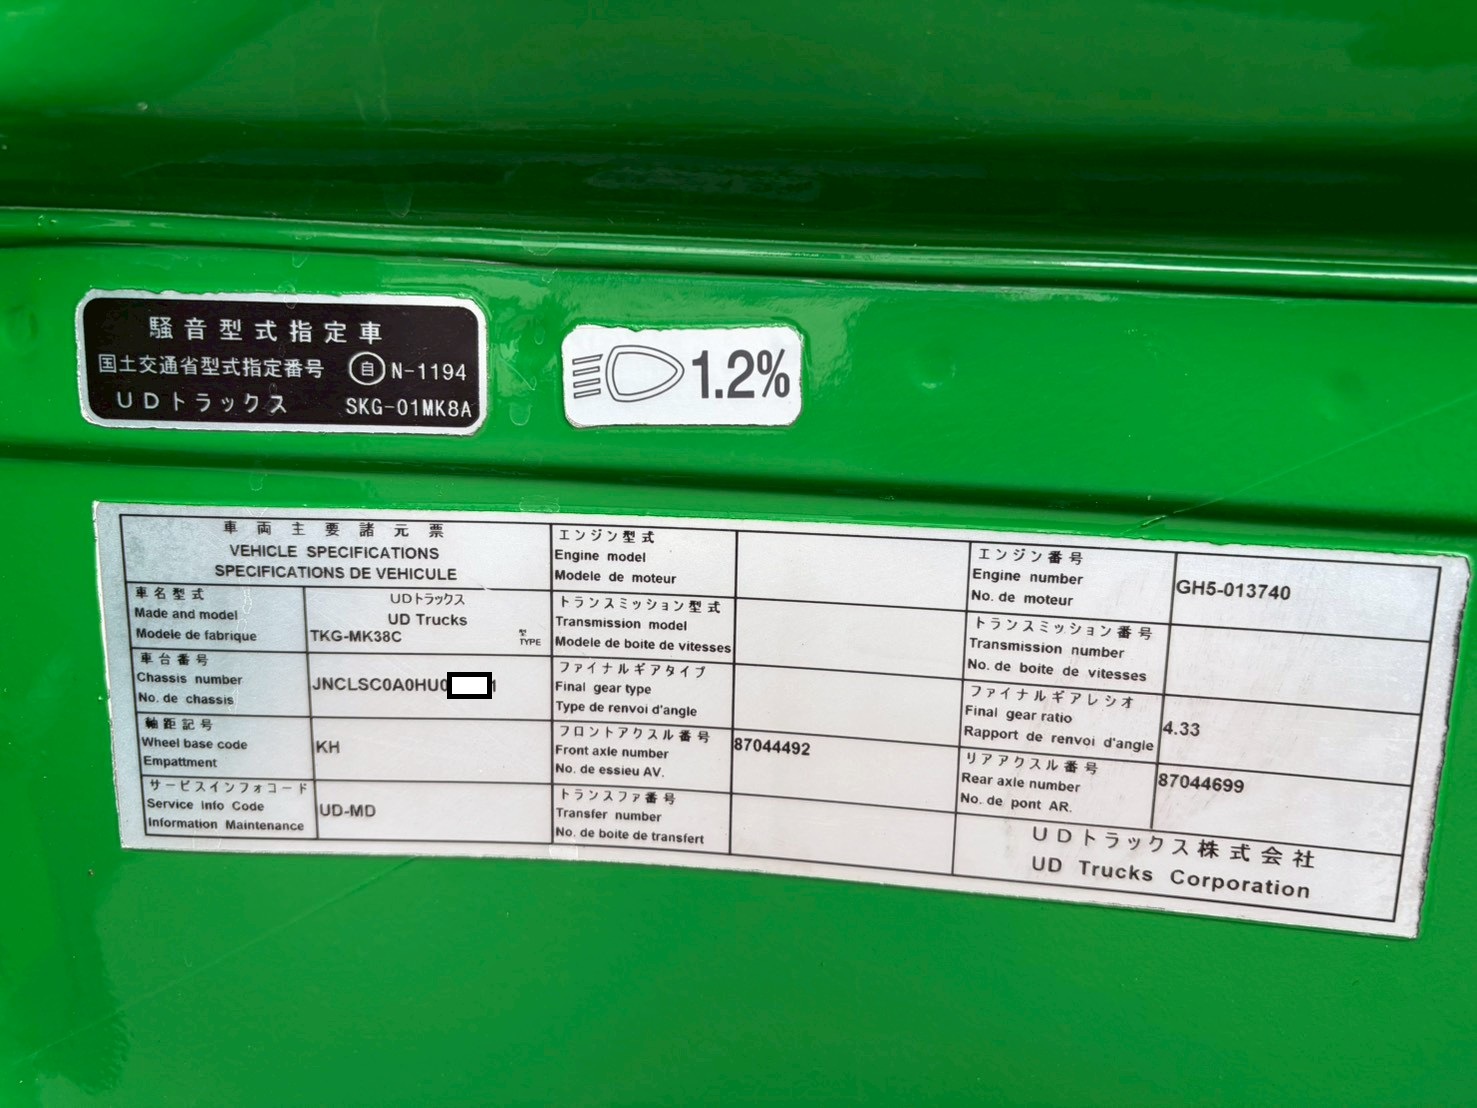 騒音型式指定車
国土交通省型式指定番号 自 N-1194
UDトラックス SKG-01MK8A
1.2%
車両主要諸元票
VEHICLE SPECIFICATIONS
SPECIFICATIONS DE VEHICULE
車名型式
Made and model
Modele de fabrique
UDトラックス
UD Trucks
TKG-MK38C
型
TYPE
車台番号
Chassis number
No. de chassis
JNCLSC0A0HU0 1
軸距記号
Wheel base code
Empattment
KH
サービスインフォコード
Service Info Code
Information Maintenance
UD-MD
エンジン型式
Engine model
Modele de moteur
トランスミッション型式
Transmission model
Modele de boite de vitesses
ファイナルギアタイプ
Final gear type
Type de renvoi d'angle
フロントアクスル番号
Front axle number
No. de essieu AV.
87044492
トランスファ番号
Transfer number
No. de boite de transfert
エンジン番号
Engine number
No. de moteur
GH5-013740
トランスミッション番号
Transmission number
No. de boite de vitesses
ファイナルギアレシオ
Final gear ratio
Rapport de renvoi d'angle
4.33
リアアクスル番号
Rear axle number
No. de pont AR.
87044699
UDトラックス株式会社
UD Trucks Corporation